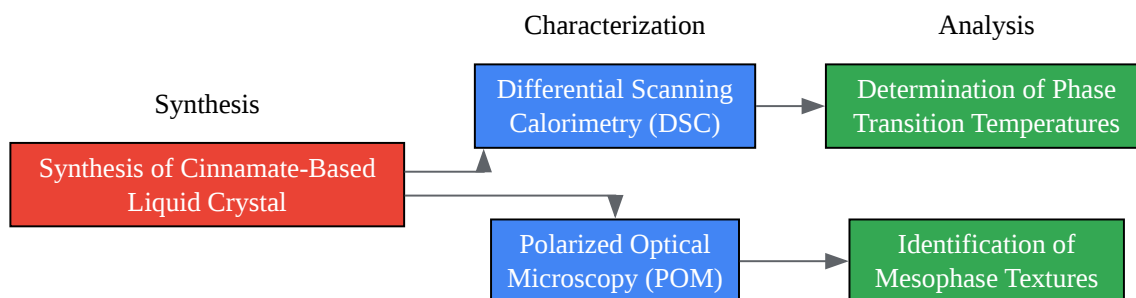 Synthesis
Synthesis of Cinnamate-Based
Liquid Crystal
Characterization
Differential Scanning
Calorimetry (DSC)
Polarized Optical
Microscopy (POM)
Analysis
Determination of Phase
Transition Temperatures
Identification of
Mesophase Textures